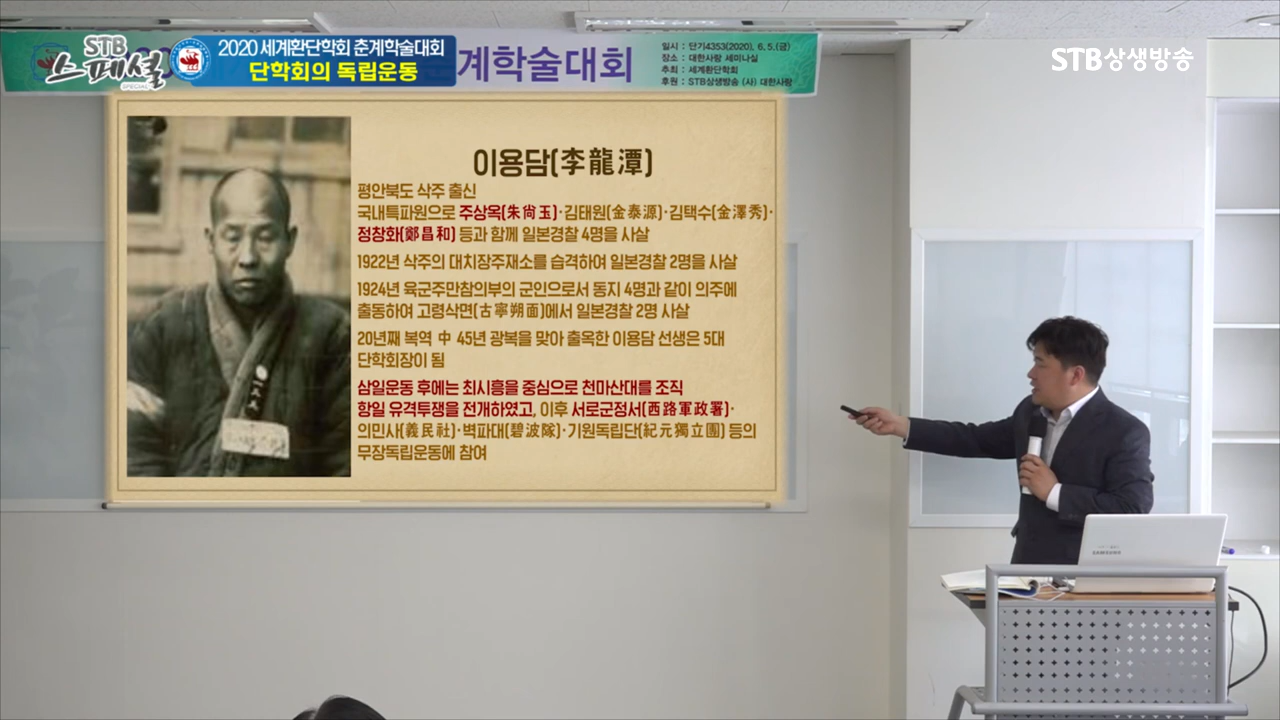 STB
스페셜
SPECIAL
2020 세계환단학회 춘계학술대회
단학회의 독립운동
계학술대회
일시 : 단기4353(2020), 6, 5.(금)
장소 : 대한사랑 세미나실
주최 : 세계환단학회
후원 : STB상생방송 (사) 대한사랑
STB상생방송
이용담(李龍潭)
평안북도 삭주 출신
국내특파원으로 주상옥(朱尙玉)·김태원(金泰源)·김택수(金澤秀)·
정창화(鄭昌和) 등과 함께 일본경찰 4명을 사살
1922년 삭주의 대치장주재소를 습격하여 일본경찰 2명을 사살
1924년 육군주만참의부의 군인으로서 동지 4명과 같이 의주에
출동하여 고령삭면(古寧朔面)에서 일본경찰 2명 사살
20년째 복역 中 45년 광복을 맞아 출옥한 이용담 선생은 5대
단학회장이 됨
삼일운동 후에는 최시흥을 중심으로 천마산대를 조직
항일 유격투쟁을 전개하였고, 이후 서로군정서(西路軍政署)·
의민사(義民社)·벽파대(碧波隊)·기원독립단(紀元獨立團) 등의
무장독립운동에 참여